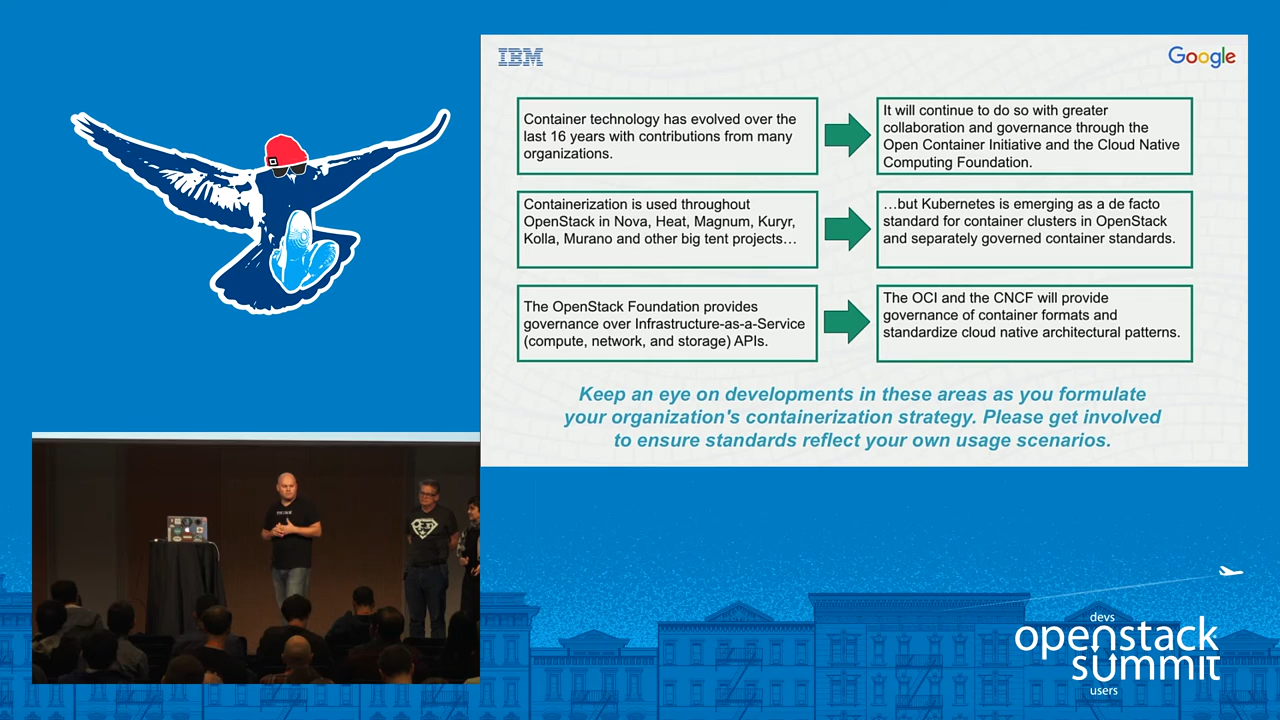 IBM
Google
Container technology has evolved over the
last 16 years with contributions from many
organizations.
It will continue to do so with greater
collaboration and governance through the
Open Container Initiative and the Cloud Native
Computing Foundation.
Containerization is used throughout
OpenStack in Nova, Heat, Magnum, Kuryr,
Kolla, Murano and other big tent projects…
…but Kubernetes is emerging as a de facto
standard for container clusters in OpenStack
and separately governed container standards.
The OpenStack Foundation provides
governance over Infrastructure-as-a-Service
(compute, network, and storage) APIs.
The OCI and the CNCF will provide
governance of container formats and
standardize cloud native architectural patterns.
Keep an eye on developments in these areas as you formulate
your organization's containerization strategy. Please get involved
to ensure standards reflect your own usage scenarios.
devs
openstack
summit
users